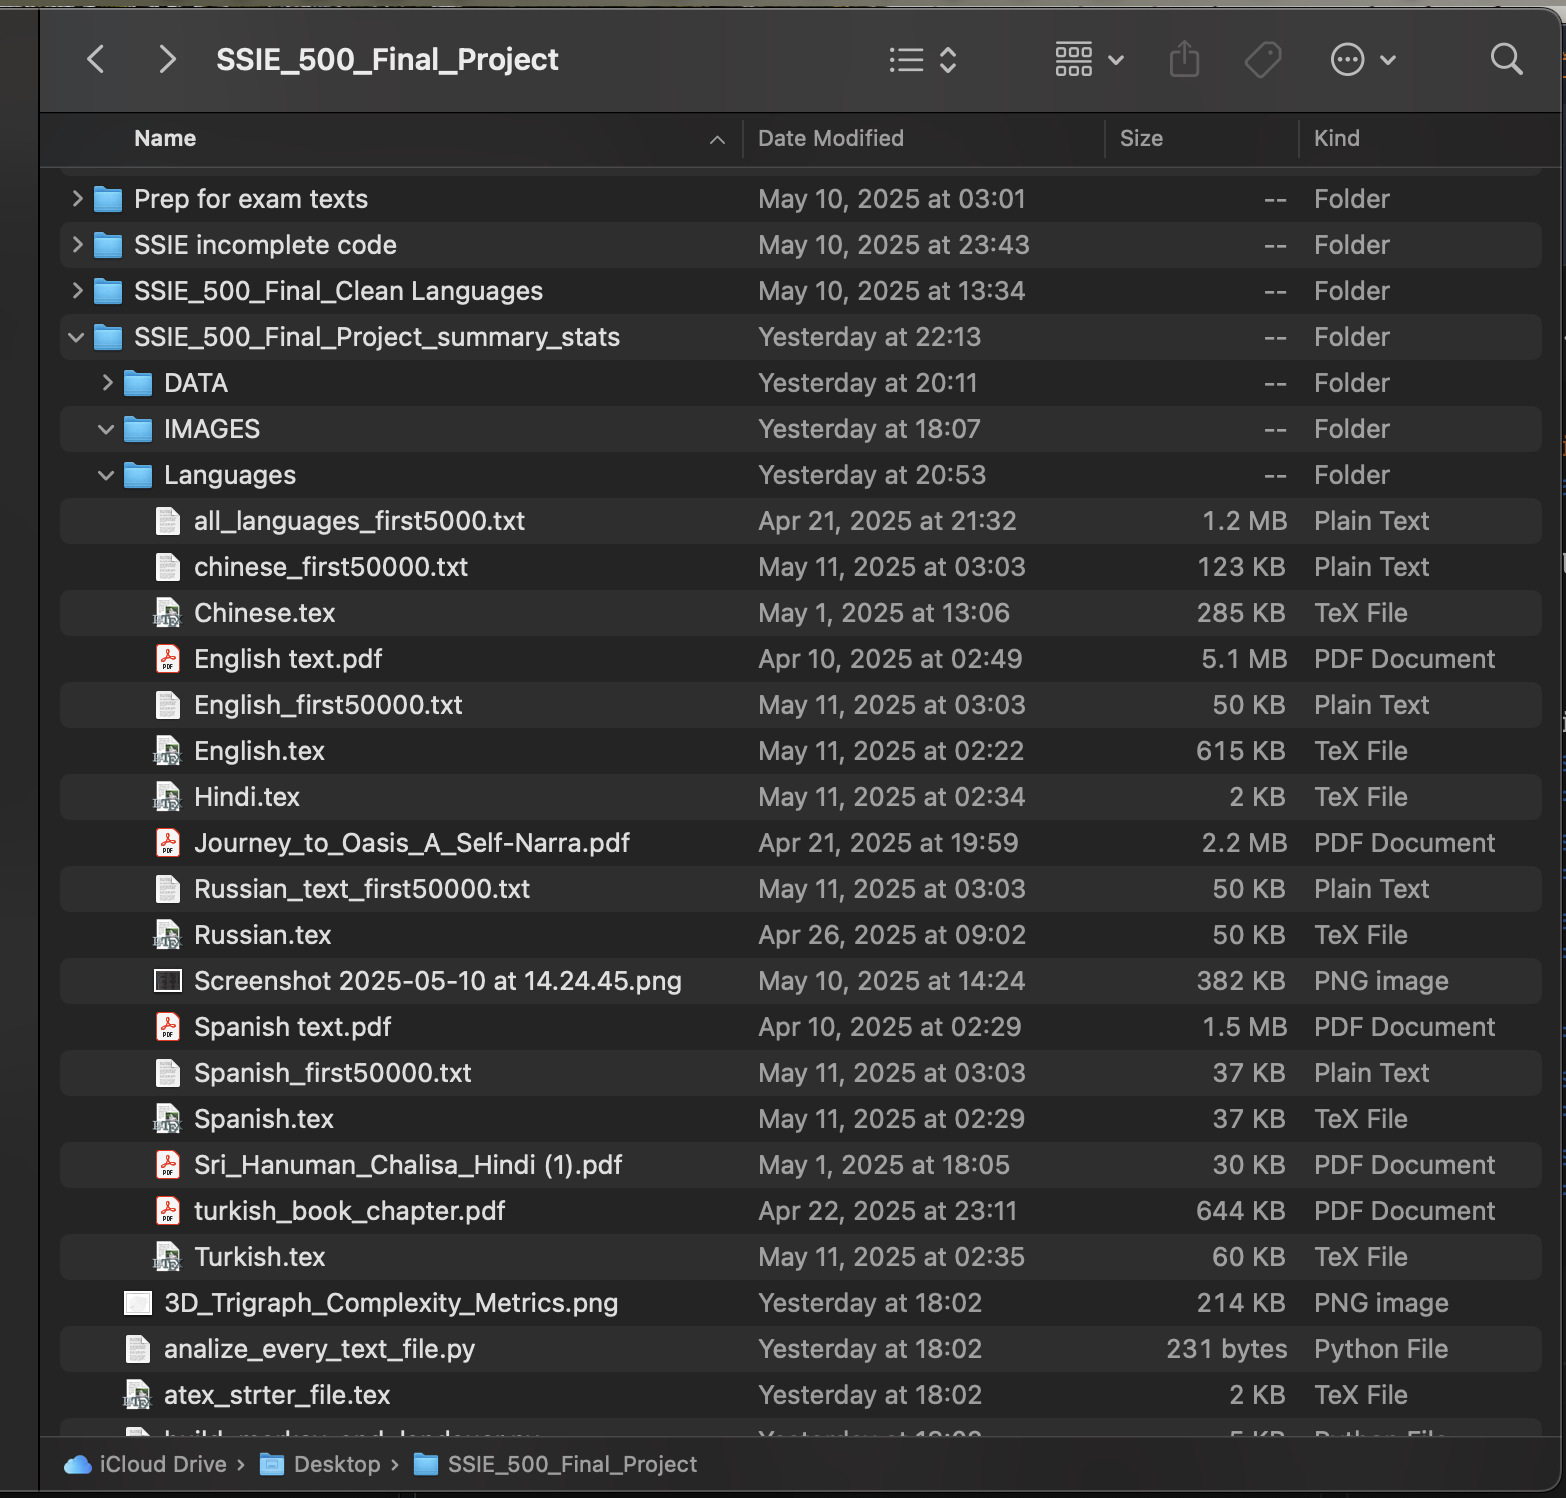 SSIE_500_Final_Project
Name Date Modified Size Kind
Prep for exam texts May 10, 2025 at 03:01 -- Folder
SSIE incomplete code May 10, 2025 at 23:43 -- Folder
SSIE_500_Final_Clean Languages May 10, 2025 at 13:34 -- Folder
SSIE_500_Final_Project_summary_stats Yesterday at 22:13 -- Folder
DATA Yesterday at 20:11 -- Folder
IMAGES Yesterday at 18:07 -- Folder
Languages Yesterday at 20:53 -- Folder
all_languages_first5000.txt Apr 21, 2025 at 21:32 1.2 MB Plain Text
chinese_first50000.txt May 11, 2025 at 03:03 123 KB Plain Text
Chinese.tex May 1, 2025 at 13:06 285 KB TeX File
English text.pdf Apr 10, 2025 at 02:49 5.1 MB PDF Document
English_first50000.txt May 11, 2025 at 03:03 50 KB Plain Text
English.tex May 11, 2025 at 02:22 615 KB TeX File
Hindi.tex May 11, 2025 at 02:34 2 KB TeX File
Journey_to_Oasis_A_Self-Narra.pdf Apr 21, 2025 at 19:59 2.2 MB PDF Document
Russian_text_first50000.txt May 11, 2025 at 03:03 50 KB Plain Text
Russian.tex Apr 26, 2025 at 09:02 50 KB TeX File
Screenshot 2025-05-10 at 14.24.45.png May 10, 2025 at 14:24 382 KB PNG image
Spanish text.pdf Apr 10, 2025 at 02:29 1.5 MB PDF Document
Spanish_first50000.txt May 11, 2025 at 03:03 37 KB Plain Text
Spanish.tex May 11, 2025 at 02:29 37 KB TeX File
Sri_Hanuman_Chalisa_Hindi (1).pdf May 1, 2025 at 18:05 30 KB PDF Document
turkish_book_chapter.pdf Apr 22, 2025 at 23:11 644 KB PDF Document
Turkish.tex May 11, 2025 at 02:35 60 KB TeX File
3D_Trigraph_Complexity_Metrics.png Yesterday at 18:02 214 KB PNG image
analize_every_text_file.py Yesterday at 18:02 231 bytes Python File
atex_strter_file.tex Yesterday at 18:02 2 KB TeX File
iCloud Drive › Desktop › SSIE_500_Final_Project